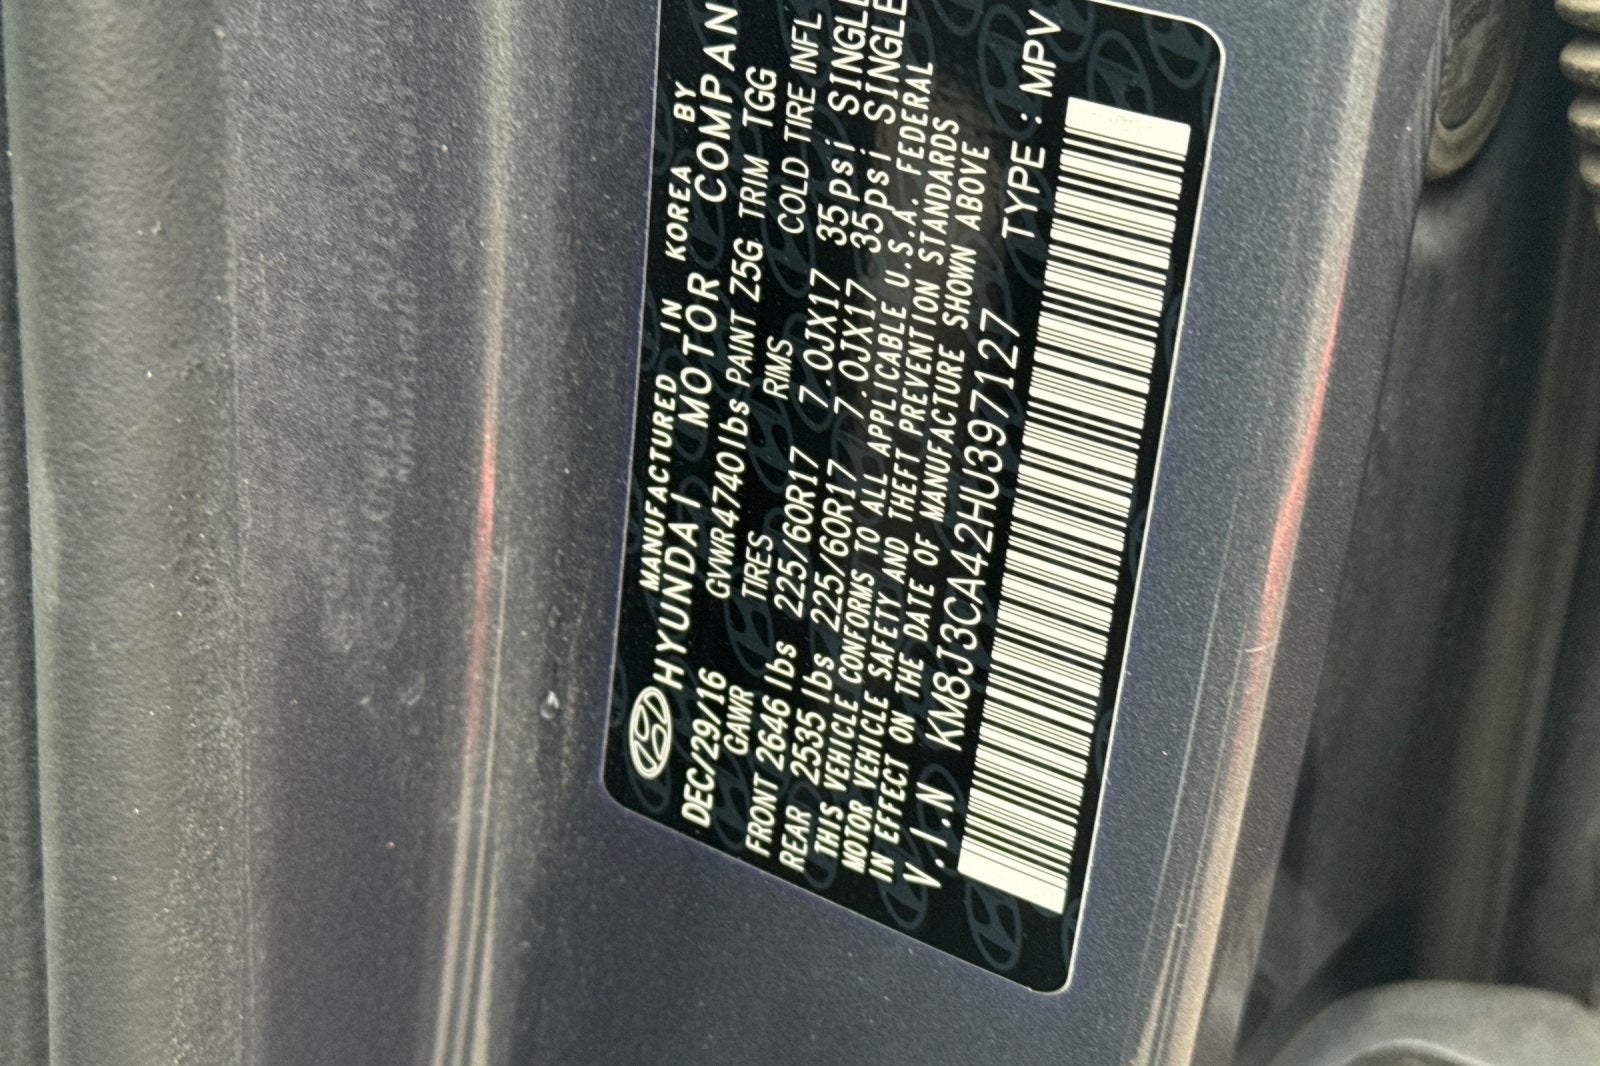 MANUFACTURED IN KOREA BY
HYUNDAI MOTOR COMPAN
DEC/29/16 GVWR4740lbs PAINT Z5G TRIM TGG
GAWR TIRES RIMS COLD TIRE INFL
FRONT 2646 lbs 225/60R17 7.0JX17 35psi SINGLE
REAR 2535 lbs 225/60R17 7.0JX17 35psi SINGLE
THIS VEHICLE CONFORMS TO ALL APPLICABLE U.S.A. FEDERAL
MOTOR VEHICLE SAFETY AND THEFT PREVENTION STANDARDS
IN EFFECT ON THE DATE OF MANUFACTURE SHOWN ABOVE
V.I.N KM8J3CA42HU397127 TYPE : MPV